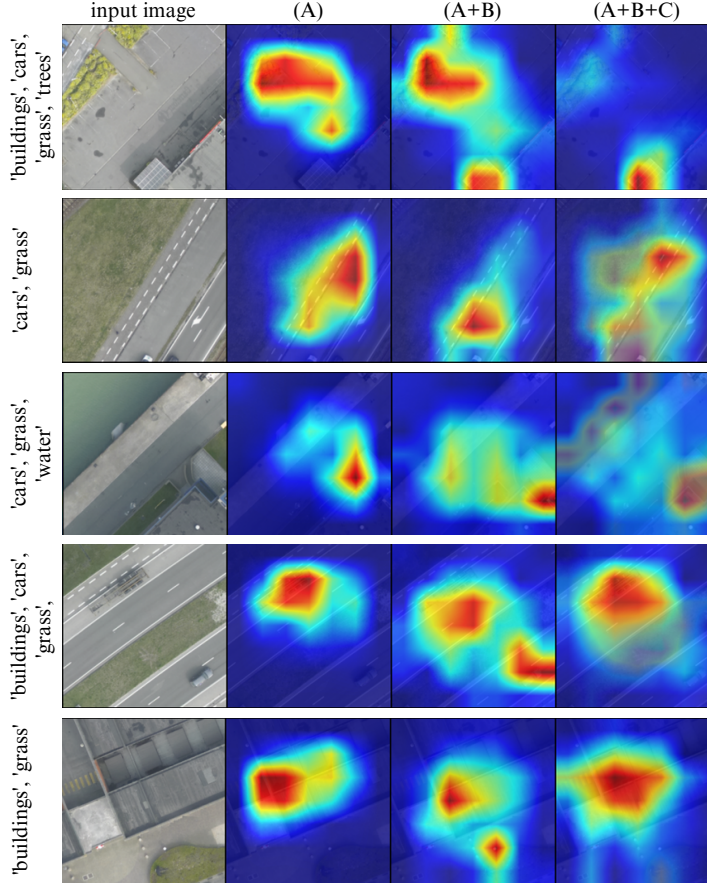 input image (A) (A+B) (A+B+C)
'buildings', 'cars',
'grass', 'trees'
'cars', 'grass'
'cars', 'grass',
'water'
'buildings', 'cars',
'grass',
'buildings', 'grass'